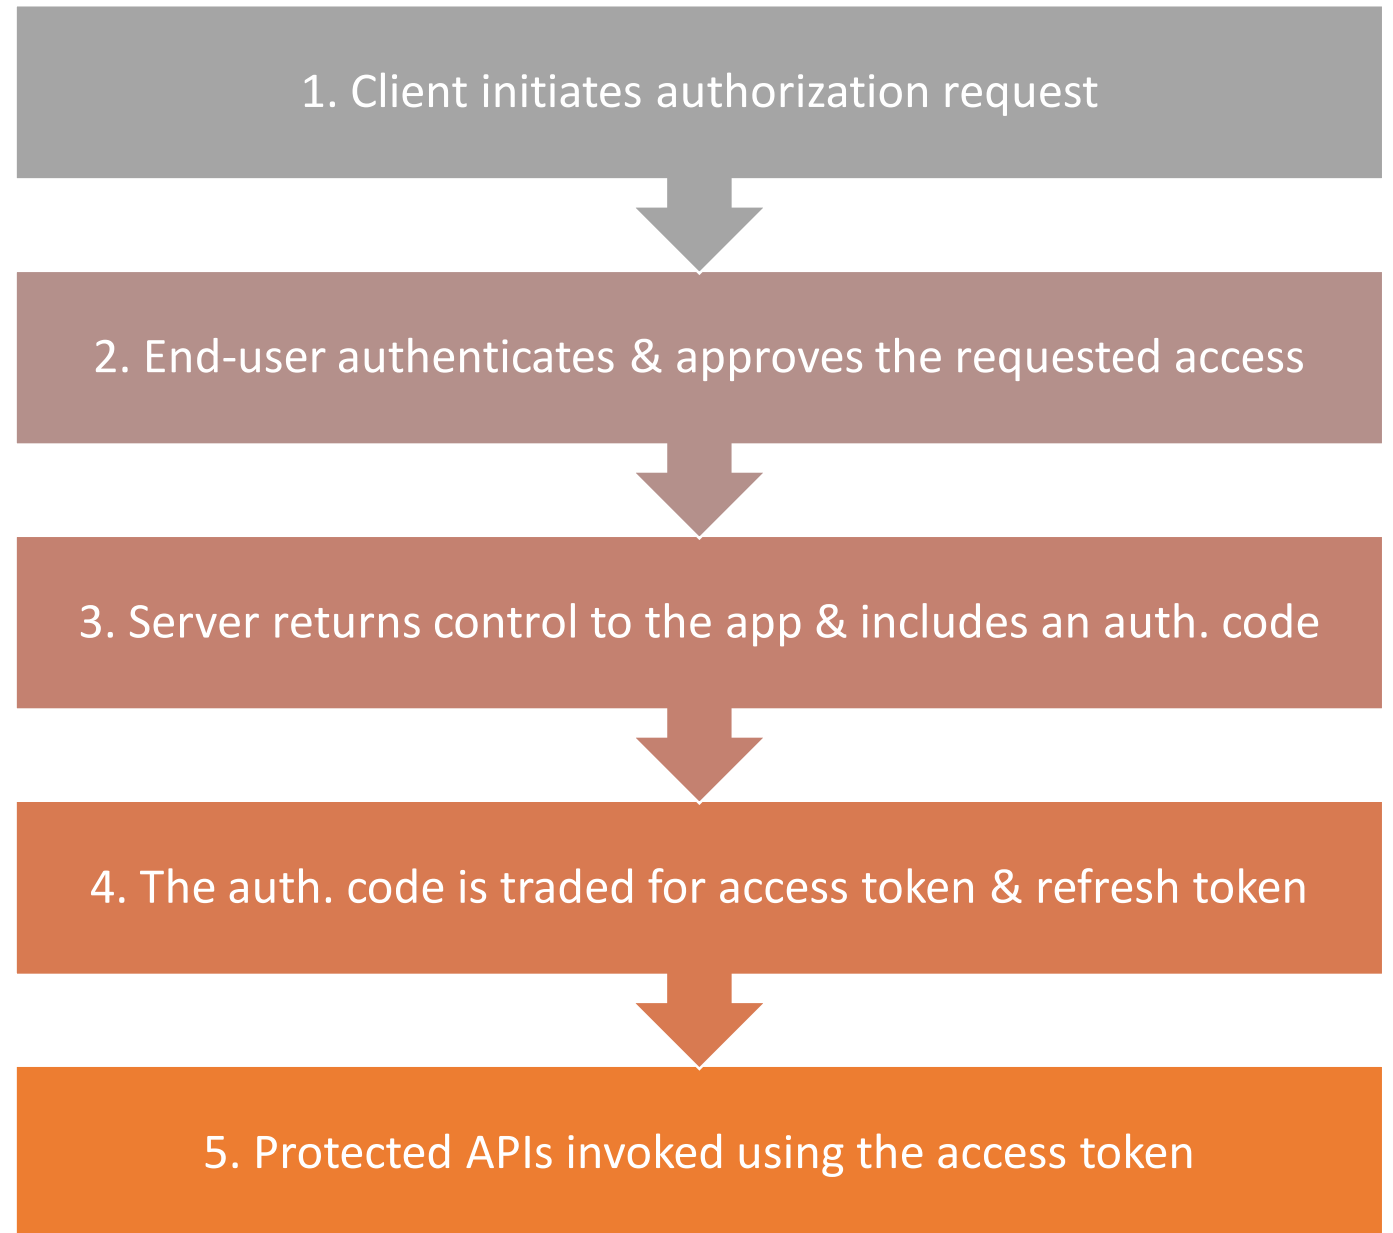 1. Client initiates authorization request
2. End-user authenticates & approves the requested access
3. Server returns control to the app & includes an auth. code
4. The auth. code is traded for access token & refresh token
5. Protected APIs invoked using the access token